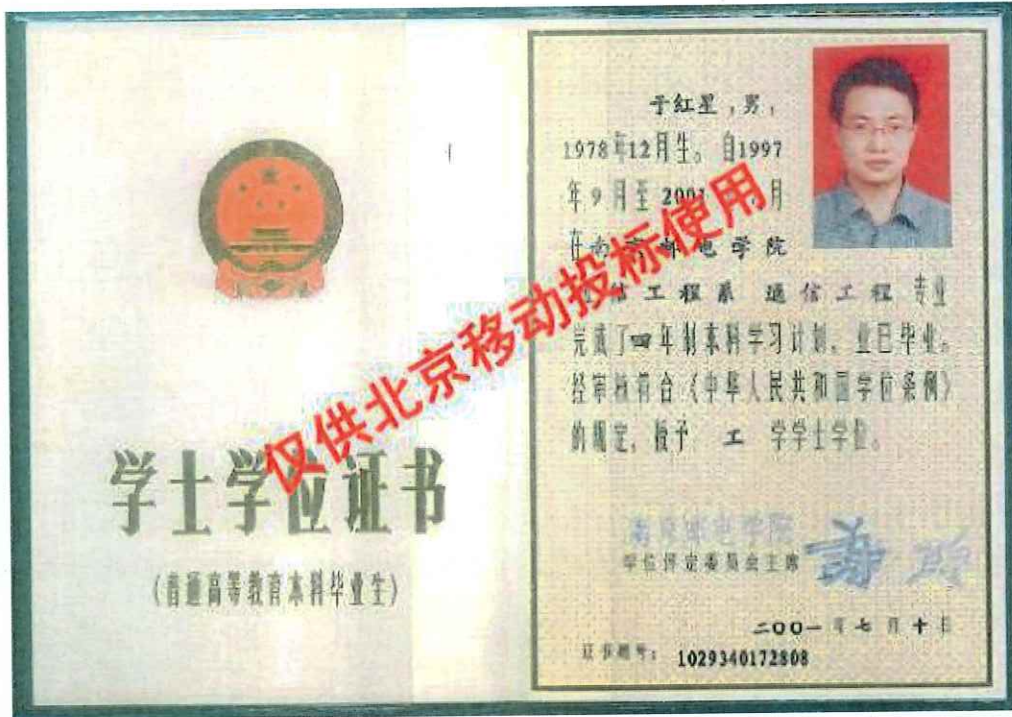 学士学位证书
(普通高等教育本科毕业生)
于红星,男,
1978年12月生。自1997
年9月至2001 月
在南京邮电学院
工程系 通信工程 专业
完成了四年制本科学习计划,业已毕业。
经审核符合《中华人民共和国学位条例》
的规定,授予 工 学学士学位。
南京邮电学院
学位评定委员会主席
二〇〇一年七月十日
证书编号:1029340172808
仅供北京移动投标使用